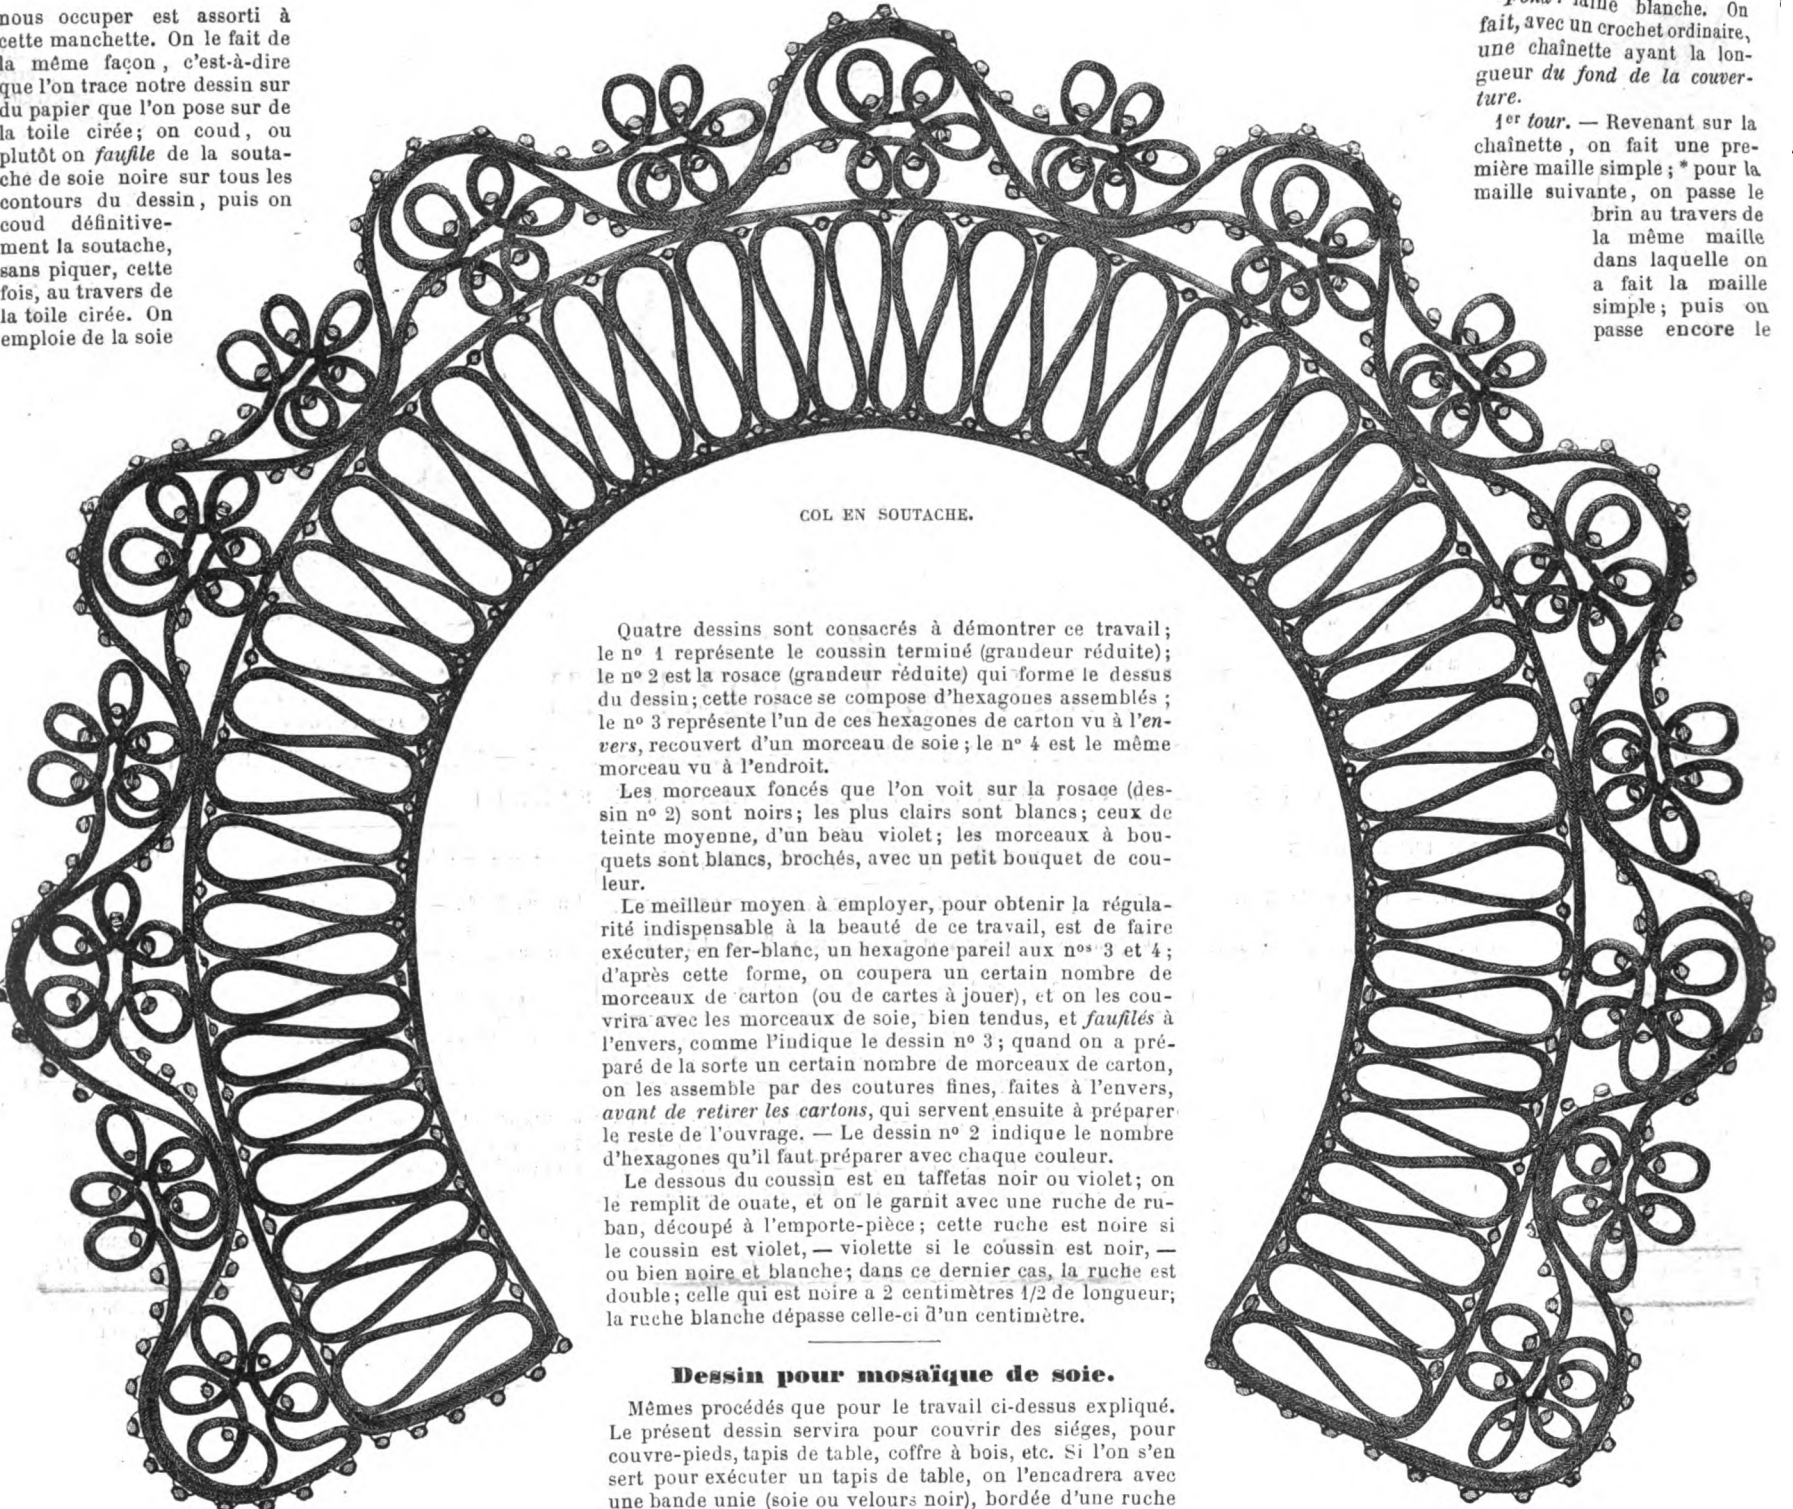 nous occuper est assorti à
cette manchette. On le fait de
la même façon, c'est-à-dire
que l'on trace notre dessin sur
du papier que l'on pose sur de
la toile cirée; on coud, ou
plutôt on faufile de la souta-
che de soie noire sur tous les
contours du dessin, puis on
coud définitive-
ment la soutache,
sans piquer, cette
fois, au travers de
la toile cirée. On
emploie de la soie
COL EN SOUTACHE.
Quatre dessins sont consacrés à démontrer ce travail;
le nº 1 représente le coussin terminé (grandeur réduite);
le nº 2 est la rosace (grandeur réduite) qui forme le dessus
du dessin; cette rosace se compose d'hexagones assemblés;
le nº 3 représente l'un de ces hexagones de carton vu à l'en-
vers, recouvert d'un morceau de soie; le nº 4 est le même
morceau vu à l'endroit.
Les morceaux foncés que l'on voit sur la rosace (des-
sin nº 2) sont noirs; les plus clairs sont blancs; ceux de
teinte moyenne, d'un beau violet; les morceaux à bou-
quets sont blancs, brochés, avec un petit bouquet de cou-
leur.
Le meilleur moyen à employer, pour obtenir la régula-
rité indispensable à la beauté de ce travail, est de faire
exécuter, en fer-blanc, un hexagone pareil aux nos 3 et 4;
d'après cette forme, on coupera un certain nombre de
morceaux de carton (ou de cartes à jouer), et on les cou-
vrira avec les morceaux de soie, bien tendus, et faufilés à
l'envers, comme l'indique le dessin nº 3; quand on a pré-
paré de la sorte un certain nombre de morceaux de carton,
on les assemble par des coutures fines, faites à l'envers,
avant de retirer les cartons, qui servent ensuite à préparer
le reste de l'ouvrage. — Le dessin nº 2 indique le nombre
d'hexagones qu'il faut préparer avec chaque couleur.
Le dessous du coussin est en taffetas noir ou violet; on
le remplit de ouate, et on le garnit avec une ruche de ru-
ban, découpé à l'emporte-pièce; cette ruche est noire si
le coussin est violet, — violette si le coussin est noir, —
ou bien noire et blanche; dans ce dernier cas, la ruche est
double; celle qui est noire a 2 centimètres 1/2 de longueur;
la ruche blanche dépasse celle-ci d'un centimètre.
Dessin pour mosaïque de soie.
Mêmes procédés que pour le travail ci-dessus expliqué.
Le présent dessin servira pour couvrir des siéges, pour
couvre-pieds, tapis de table, coffre à bois, etc. Si l'on s'en
sert pour exécuter un tapis de table, on l'encadrera avec
une bande unie (soie ou velours noir), bordée d'une ruche
Fond: laine blanche. On
fait, avec un crochet ordinaire,
une chaînette ayant la lon-
gueur du fond de la couver-
ture.
1er tour. — Revenant sur la
chaînette, on fait une pre-
mière maille simple; * pour la
maille suivante, on passe le
brin au travers de
la même maille
dans laquelle on
a fait la maille
simple; puis on
passe encore le